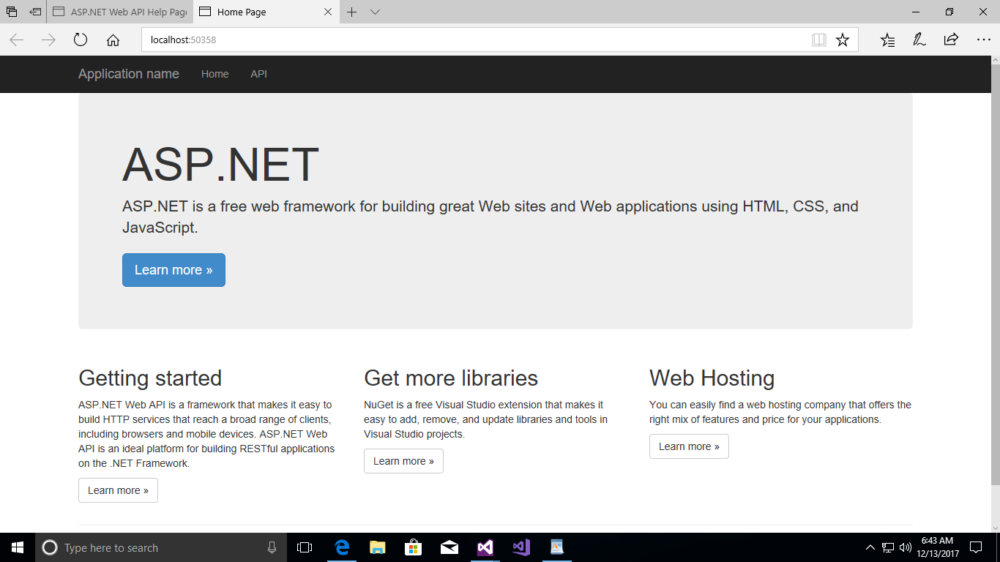 ASP.NET Web API Help Pag
Home Page
localhost:50358
Application name
Home
API
ASP.NET
ASP.NET is a free web framework for building great Web sites and Web applications using HTML, CSS, and
JavaScript.
Learn more »
Getting started
ASP.NET Web API is a framework that makes it easy to
build HTTP services that reach a broad range of clients,
including browsers and mobile devices. ASP.NET Web
API is an ideal platform for building RESTful applications
on the .NET Framework.
Learn more »
Get more libraries
NuGet is a free Visual Studio extension that makes it
easy to add, remove, and update libraries and tools in
Visual Studio projects.
Learn more »
Web Hosting
You can easily find a web hosting company that offers the
right mix of features and price for your applications.
Learn more »
Type here to search
6:43 AM
12/13/2017